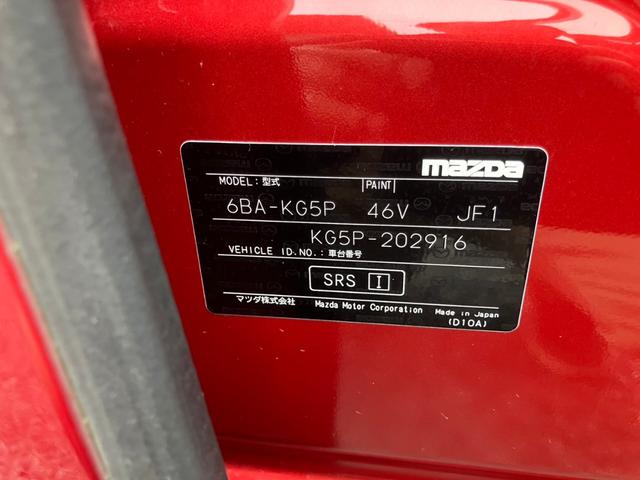 mazda
MODEL:型式 PAINT
6BA-KG5P 46V JF1
KG5P-202916
VEHICLE ID.NO.:車台番号
SRS I
マツダ株式会社 Mazda Motor Corporation Made in Japan
(D10A)